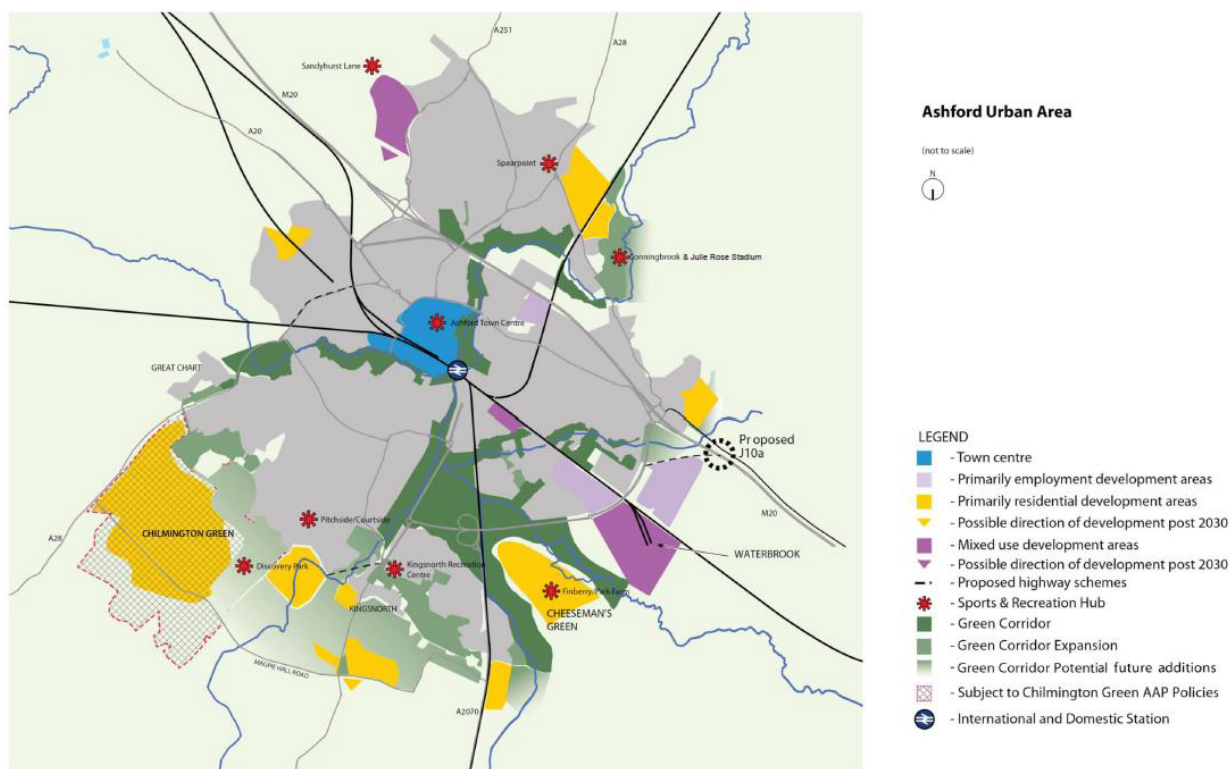 A251
A28
Sandyhurst Lane
M20
A20
Spearpoint
Conningbrook & Julie Rose Stadium
Ashford Town Centre
GREAT CHART
Proposed
J10a
M20
Pitchside/Courtside
CHILMINGTON GREEN
A28
WATERBROOK
Discovery Park
Kingsnorth Recreation
Centre
Finberry/Park Farm
KINGSNORTH
CHEESEMAN'S
GREEN
MAGPIE HALL ROAD
A2070
Ashford Urban Area
(not to scale)
N
LEGEND
- Town centre
- Primarily employment development areas
- Primarily residential development areas
- Possible direction of development post 2030
- Mixed use development areas
- Possible direction of development post 2030
- Proposed highway schemes
- Sports & Recreation Hub
- Green Corridor
- Green Corridor Expansion
- Green Corridor Potential future additions
- Subject to Chilmington Green AAP Policies
- International and Domestic Station